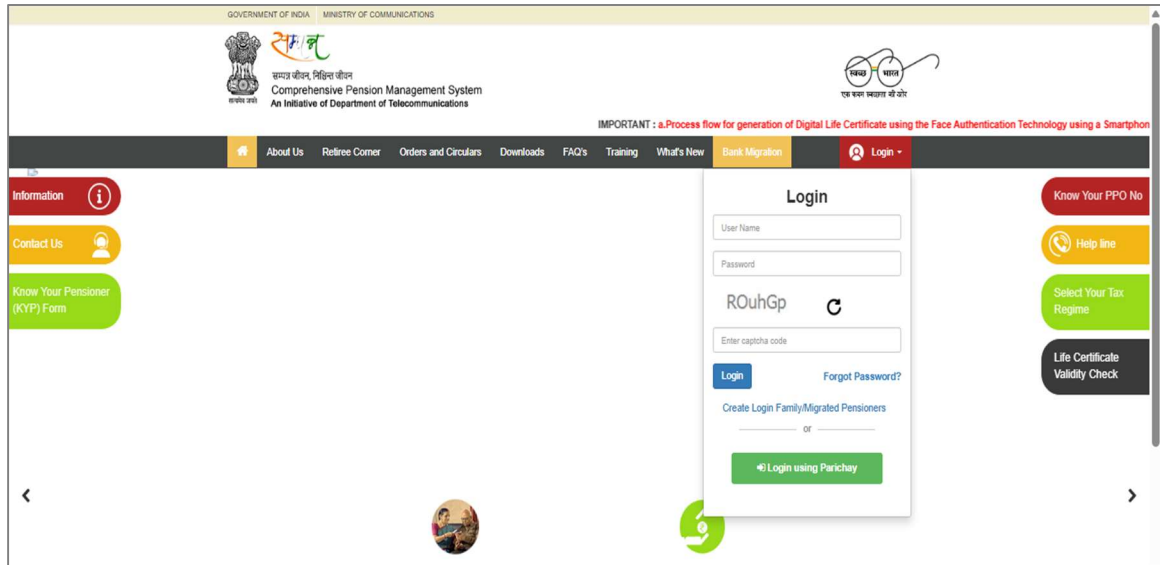 GOVERNMENT OF INDIA MINISTRY OF COMMUNICATIONS
सम्पन्न जीवन, निश्चिन्त जीवन
Comprehensive Pension Management System
An Initiative of Department of Telecommunications
सत्यमेव जयते
स्वच्छ भारत
एक कदम स्वच्छता की ओर
IMPORTANT : a.Process flow for generation of Digital Life Certificate using the Face Authentication Technology using a Smartphon
About Us Retiree Corner Orders and Circulars Downloads FAQ's Training What's New Bank Migration Login
Information
Contact Us
Know Your Pensioner
(KYP) Form
Login
User Name
Password
ROuhGp
Enter captcha code
Login Forgot Password?
Create Login Family/Migrated Pensioners
or
Login using Parichay
Know Your PPO No
Help line
Select Your Tax
Regime
Life Certificate
Validity Check